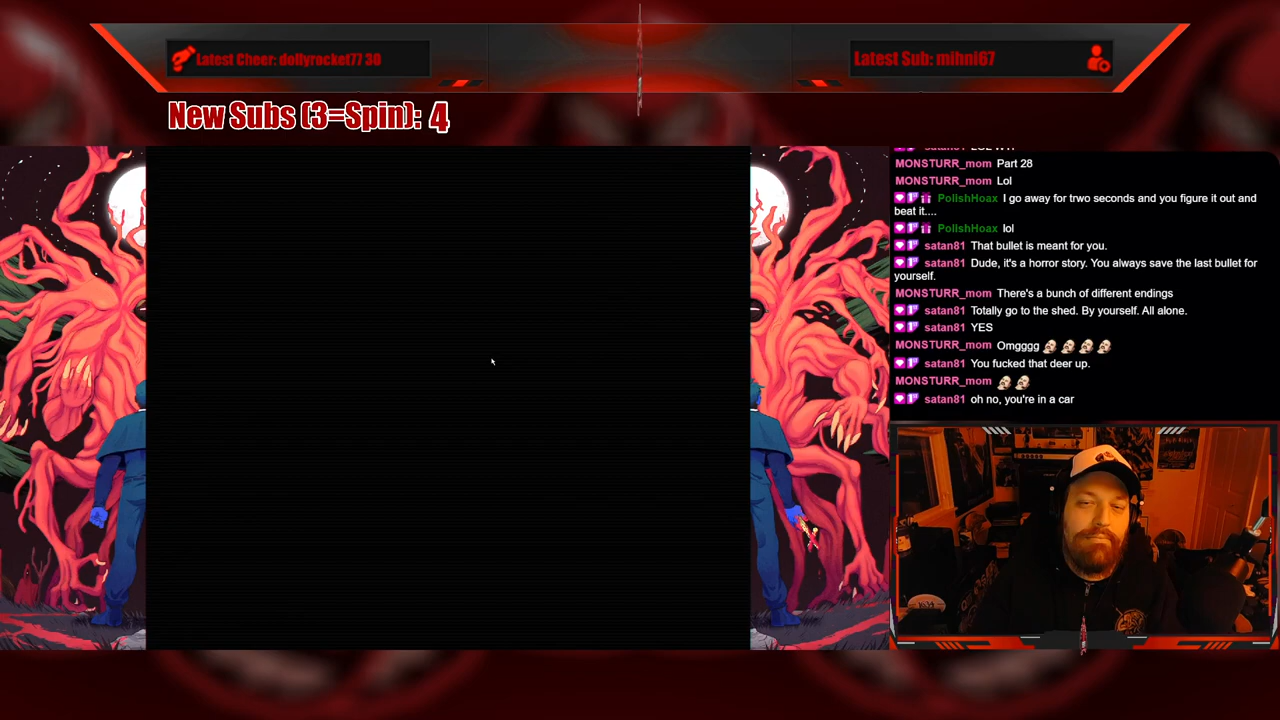 Latest Cheer: dollyrocket77 30
Latest Sub: mihni67
New Subs (3=Spin): 4
MONSTURR_mom Part 28
MONSTURR_mom Lol
PolishHoax I go away for trwo seconds and you figure it out and
beat it....
PolishHoax lol
satan81 That bullet is meant for you.
satan81 Dude, it's a horror story. You always save the last bullet for
yourself.
MONSTURR_mom There's a bunch of different endings
satan81 Totally go to the shed. By yourself. All alone.
satan81 YES
MONSTURR_mom Omgggg
satan81 You fucked that deer up.
MONSTURR_mom
satan81 oh no, you're in a car